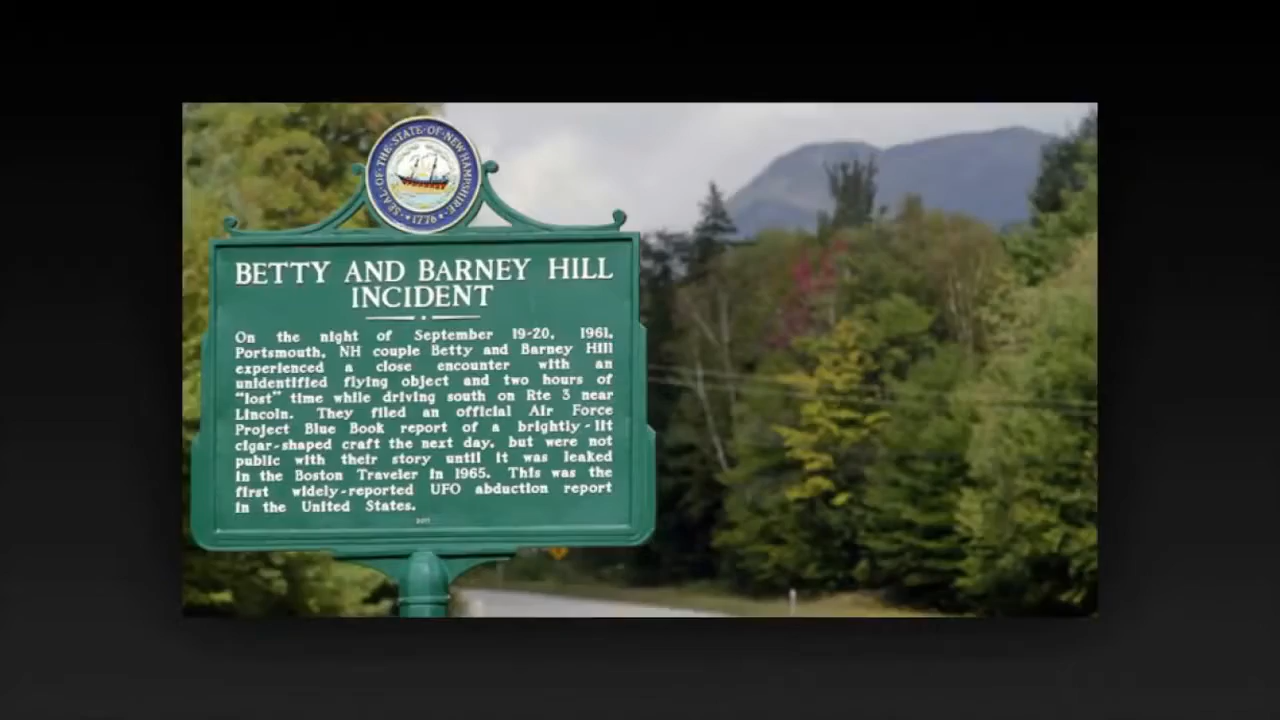 SEAL·OF·THE·STATE·OF·NEW HAMPSHIRE
·1776·
BETTY AND BARNEY HILL
INCIDENT
On the night of September 19-20, 1961,
Portsmouth, NH couple Betty and Barney Hill
experienced a close encounter with an
unidentified flying object and two hours of
"lost" time while driving south on Rte 3 near
Lincoln. They filed an official Air Force
Project Blue Book report of a brightly-lit
cigar-shaped craft the next day, but were not
public with their story until it was leaked
in the Boston Traveler in 1965. This was the
first widely-reported UFO abduction report
in the United States.
2011